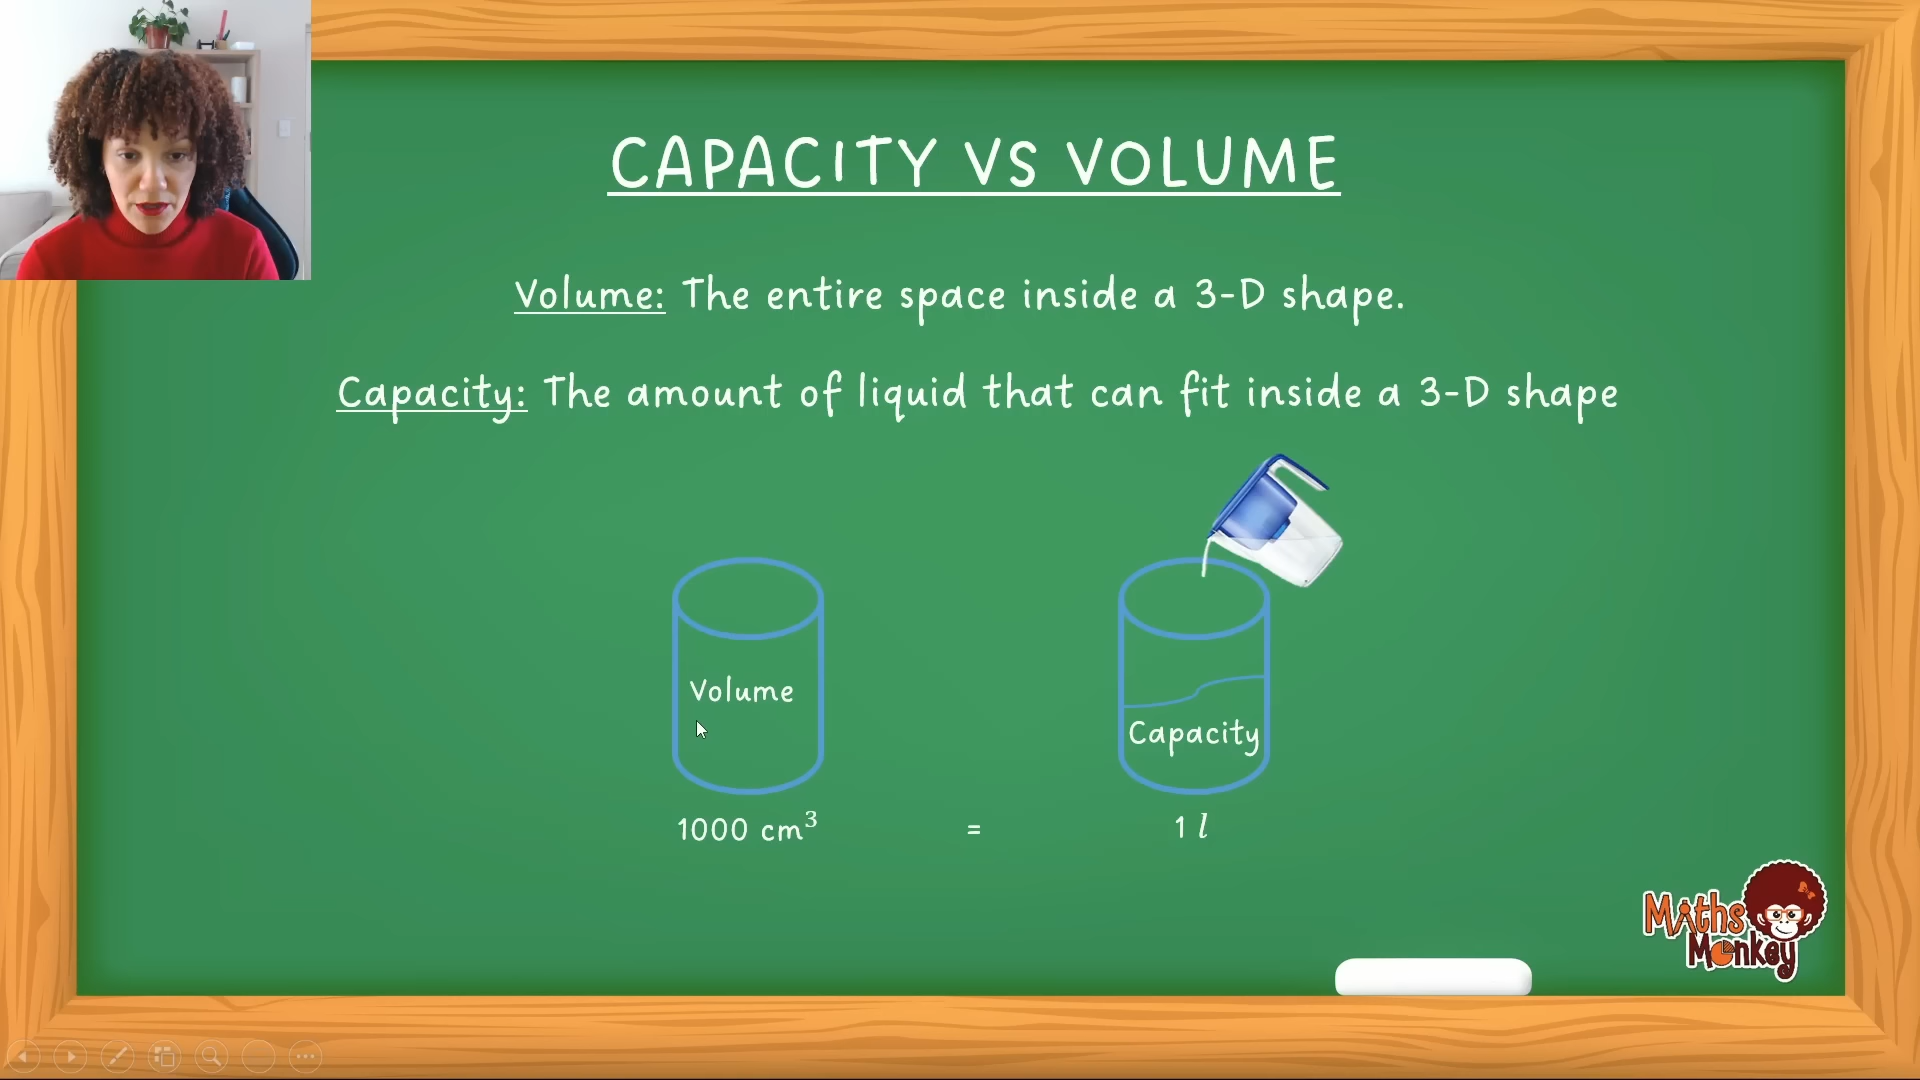 CAPACITY VS VOLUME
Volume: The entire space inside a 3-D shape.
Capacity: The amount of liquid that can fit inside a 3-D shape
Volume
Capacity
1000 cm³ = 1 l
Maths
Monkey